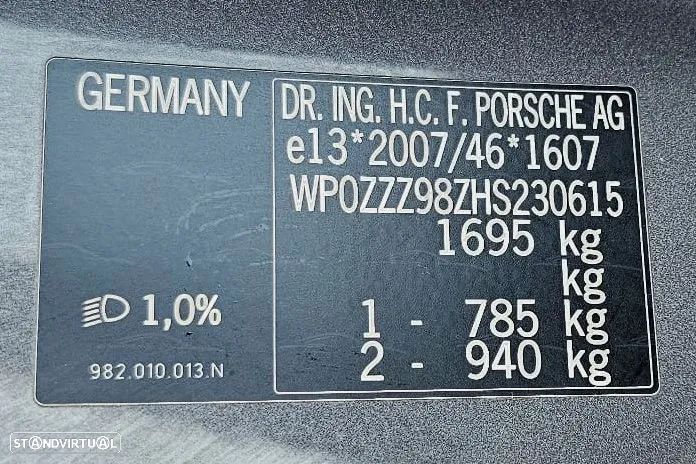 GERMANY
1,0%
982.010.013.N
DR. ING. H.C. F. PORSCHE AG
e13*2007/46*1607
WP0ZZZ98ZHS230615
1695 kg
kg
1 - 785 kg
2 - 940 kg
STANDVIRTUAL